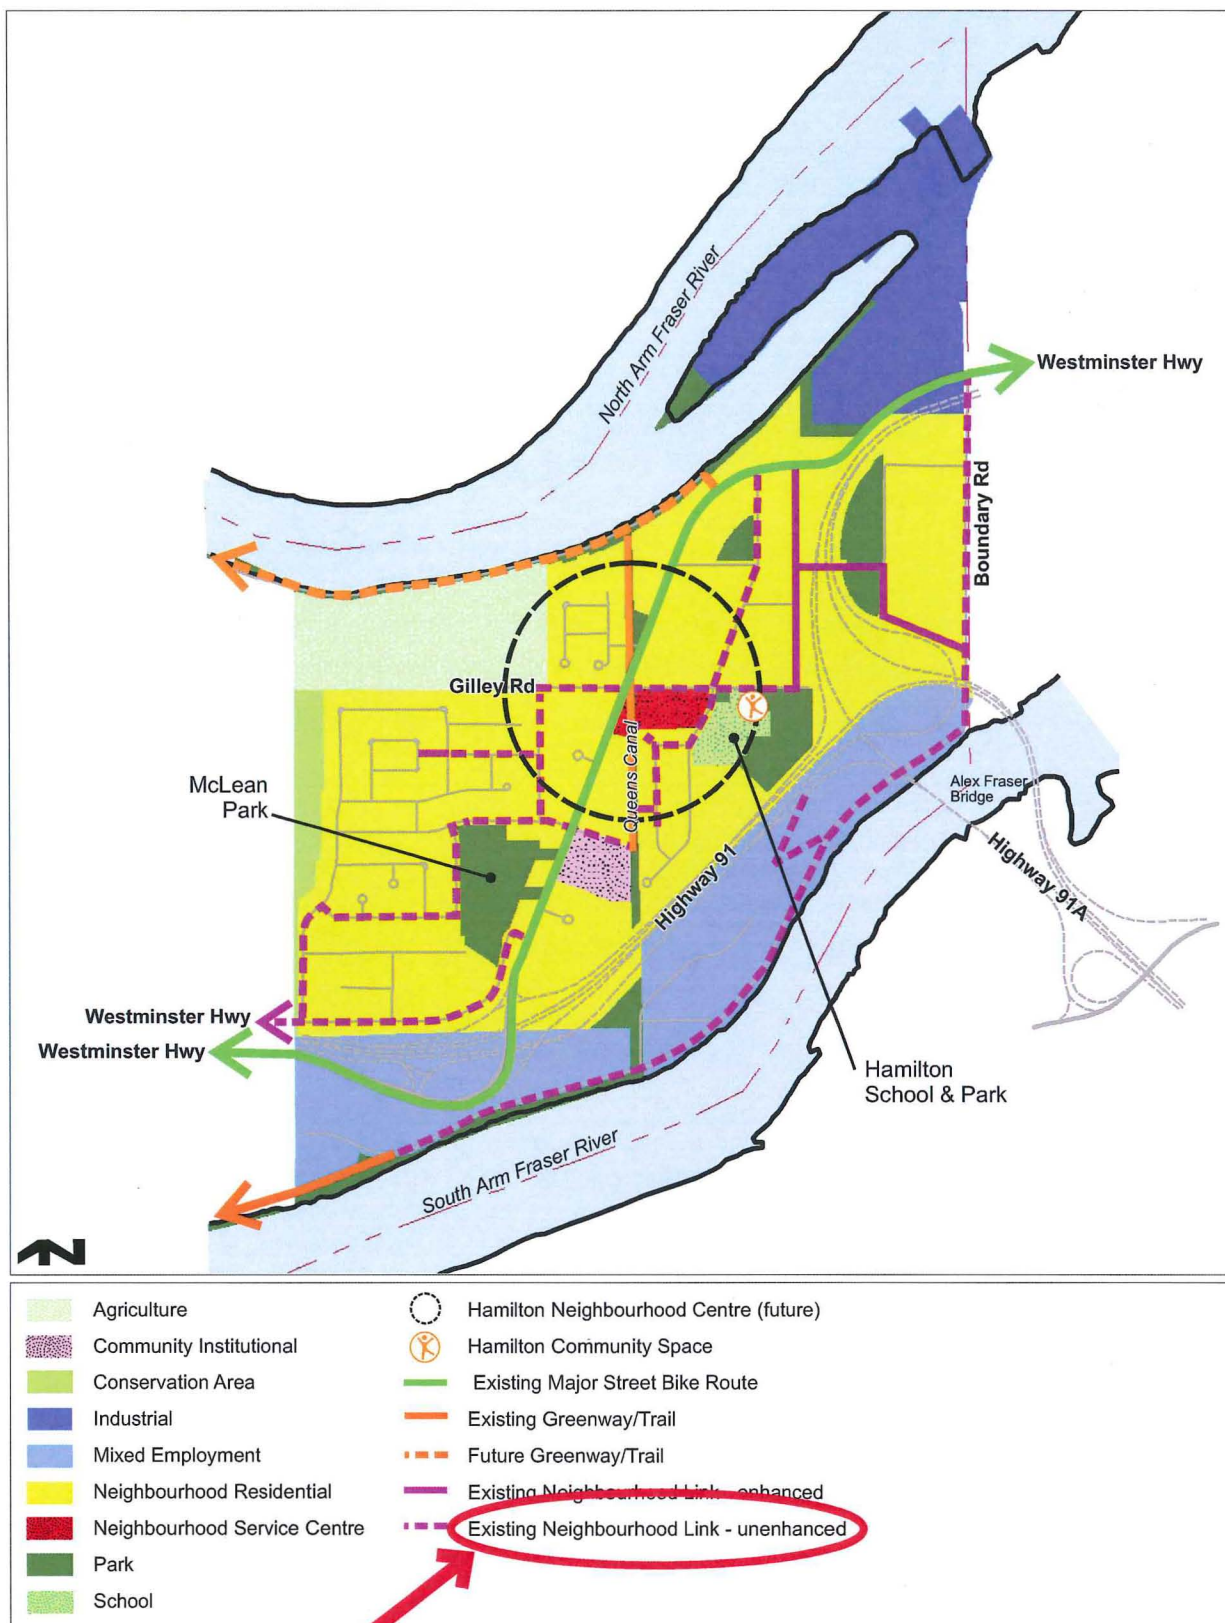 North Arm Fraser River
Westminster Hwy
Boundary Rd
Gilley Rd
Queens Canal
McLean
Park
Alex Fraser
Bridge
Highway 91
Highway 91A
Westminster Hwy
Westminster Hwy
Hamilton
School & Park
South Arm Fraser River
N
Agriculture
Community Institutional
Conservation Area
Industrial
Mixed Employment
Neighbourhood Residential
Neighbourhood Service Centre
Park
School
Hamilton Neighbourhood Centre (future)
Hamilton Community Space
Existing Major Street Bike Route
Existing Greenway/Trail
Future Greenway/Trail
Existing Neighbourhood Link - enhanced
Existing Neighbourhood Link - unenhanced